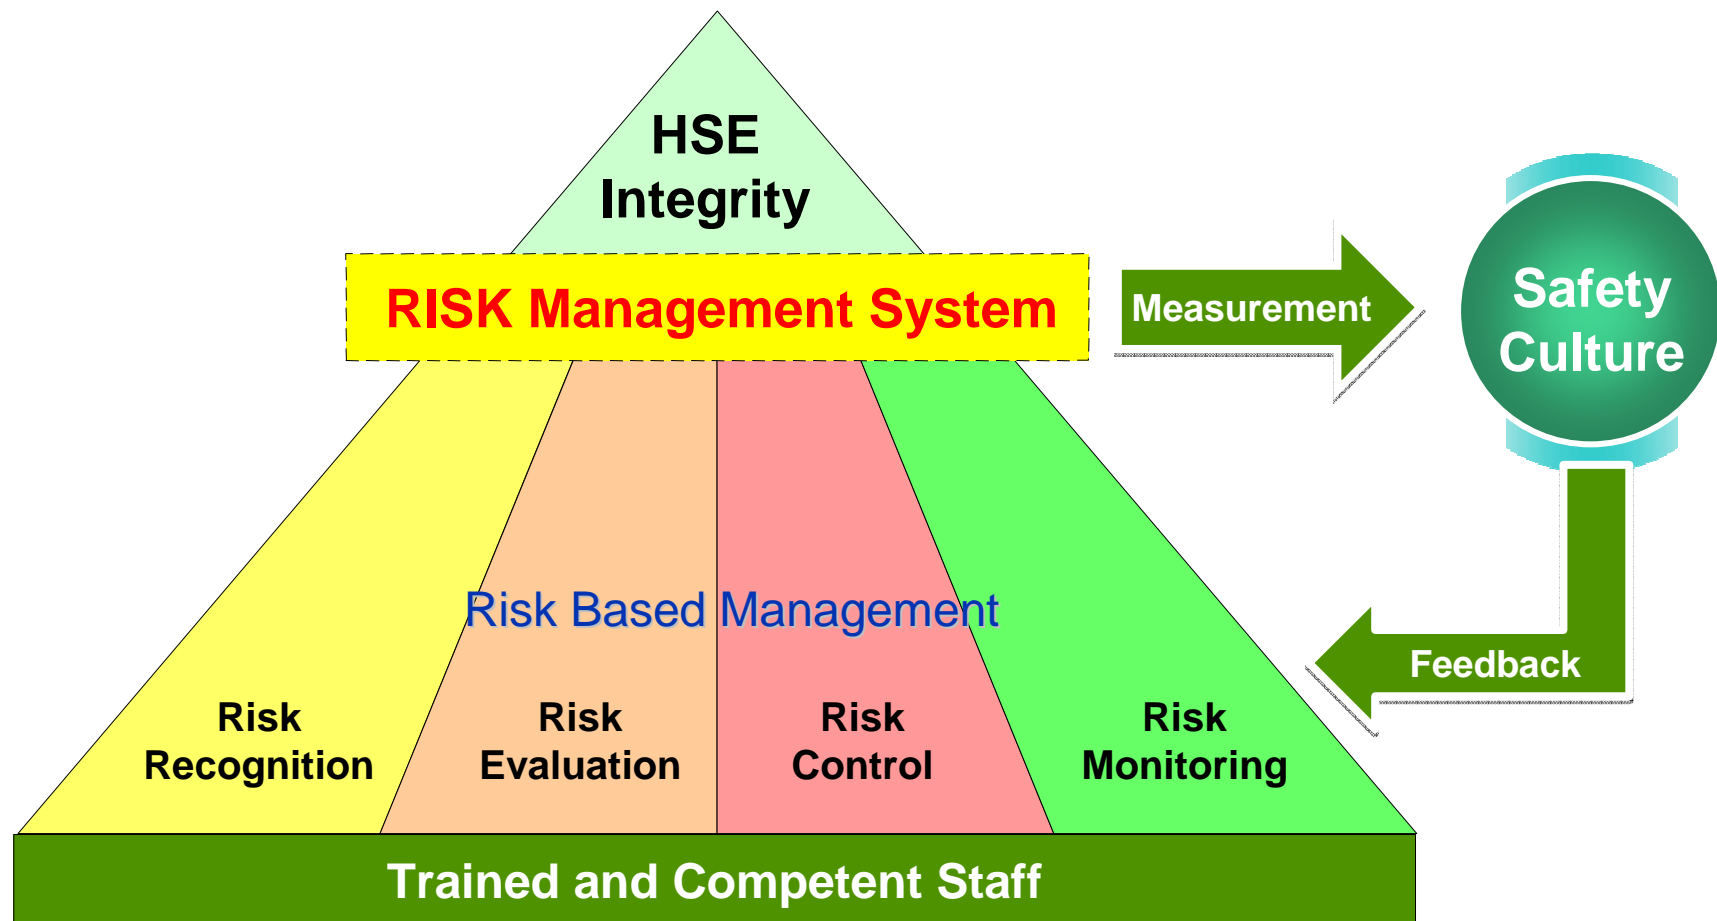 HSE
Integrity
RISK Management System
Measurement
Safety
Culture
Risk Based Management
Feedback
Risk
Recognition
Risk
Evaluation
Risk
Control
Risk
Monitoring
Trained and Competent Staff